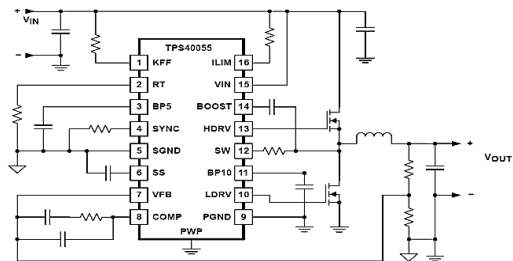 +
VIN
−
TPS40055
1 KFF ILIM 16
2 RT VIN 15
3 BP5 BOOST 14
4 SYNC HDRV 13
5 SGND SW 12
6 SS BP10 11
7 VFB LDRV 10
8 COMP PGND 9
PWP
+
VOUT
−